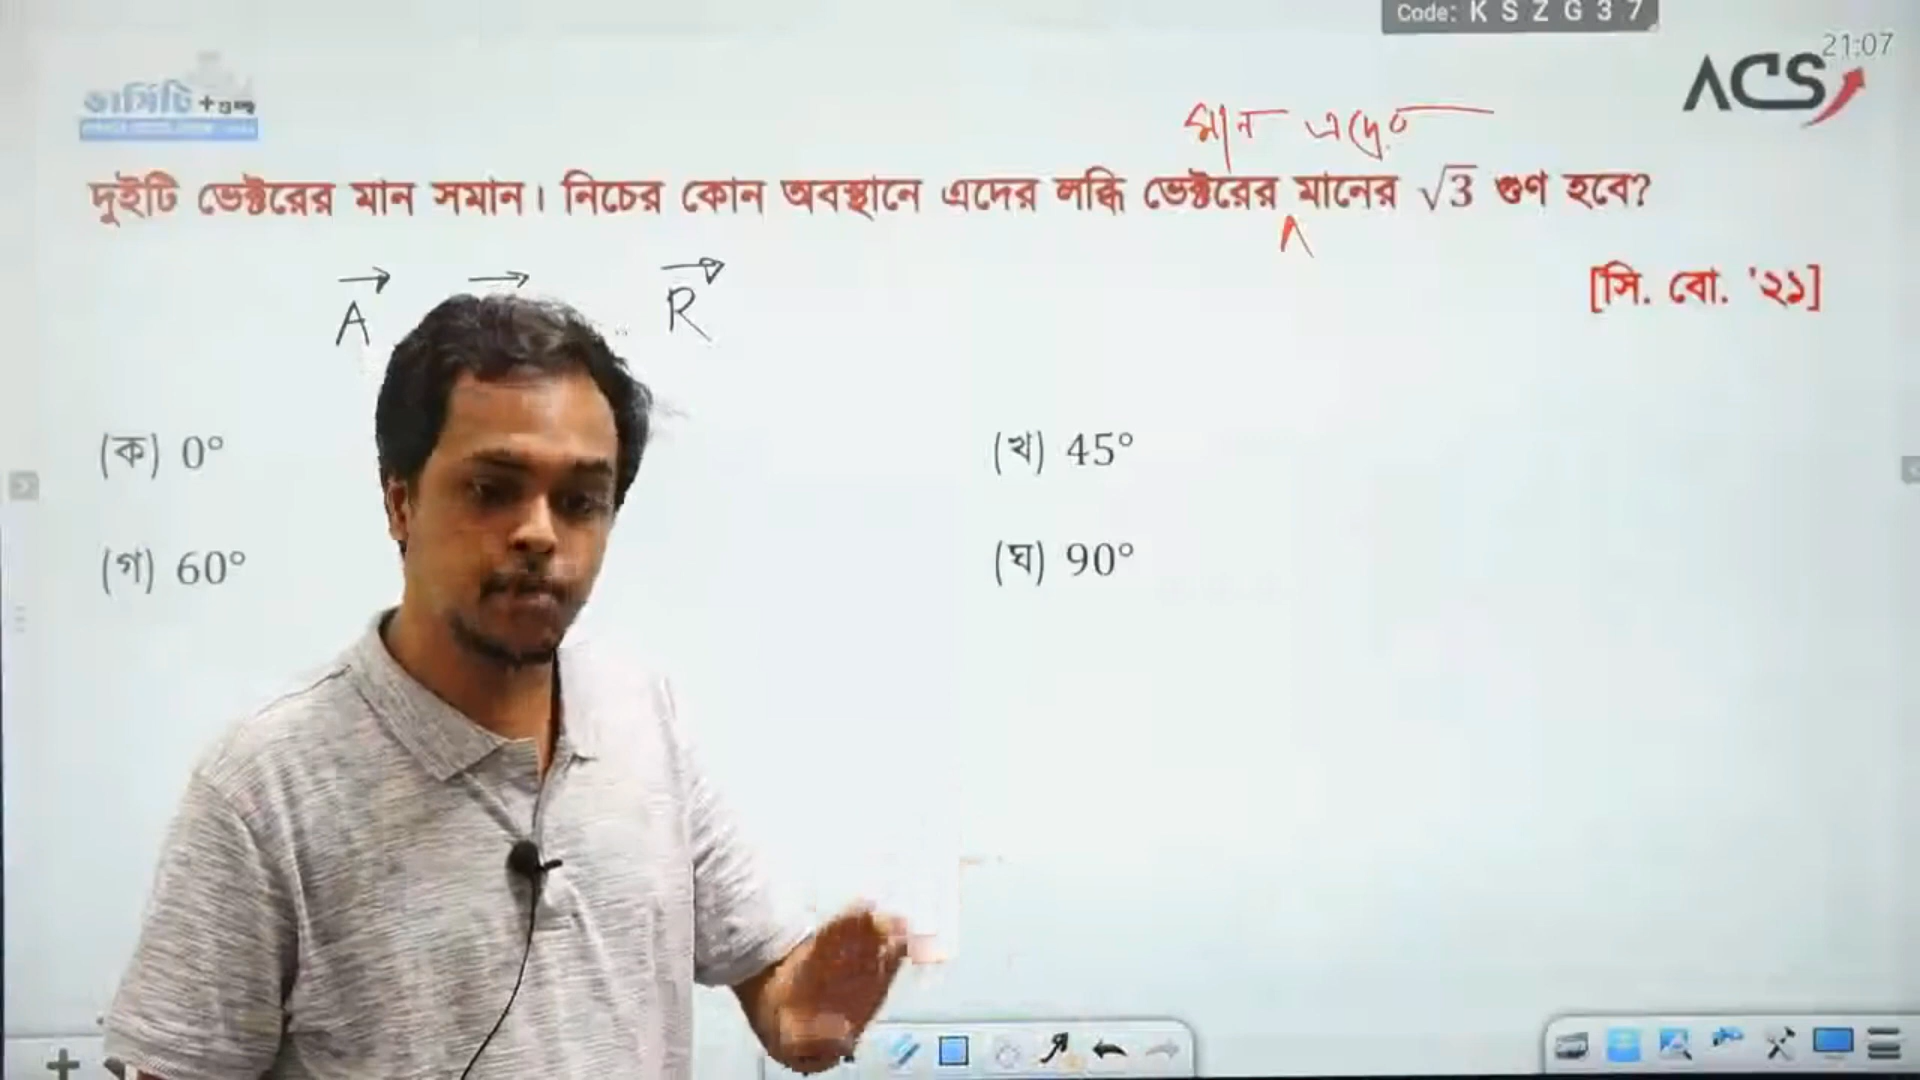 Code: K S Z G 3 7
21:07
ভার্সিটি +
ACS
মান এদের
দুইটি ভেক্টরের মান সমান। নিচের কোন অবস্থানে এদের লব্ধি ভেক্টরের মানের √3 গুণ হবে?
[সি. বো. '২১]
A R
(ক) 0°
(খ) 45°
(গ) 60°
(ঘ) 90°